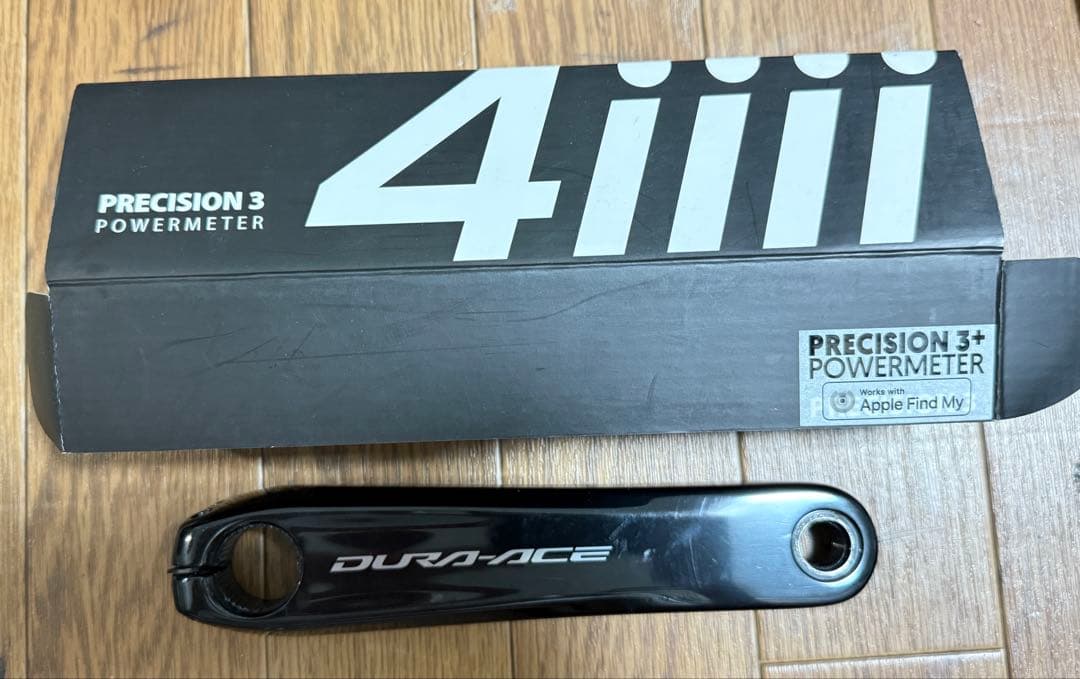 4iiii
PRECISION 3
POWERMETER
PRECISION 3+
POWERMETER
Works with
Apple Find My
DURA-ACE